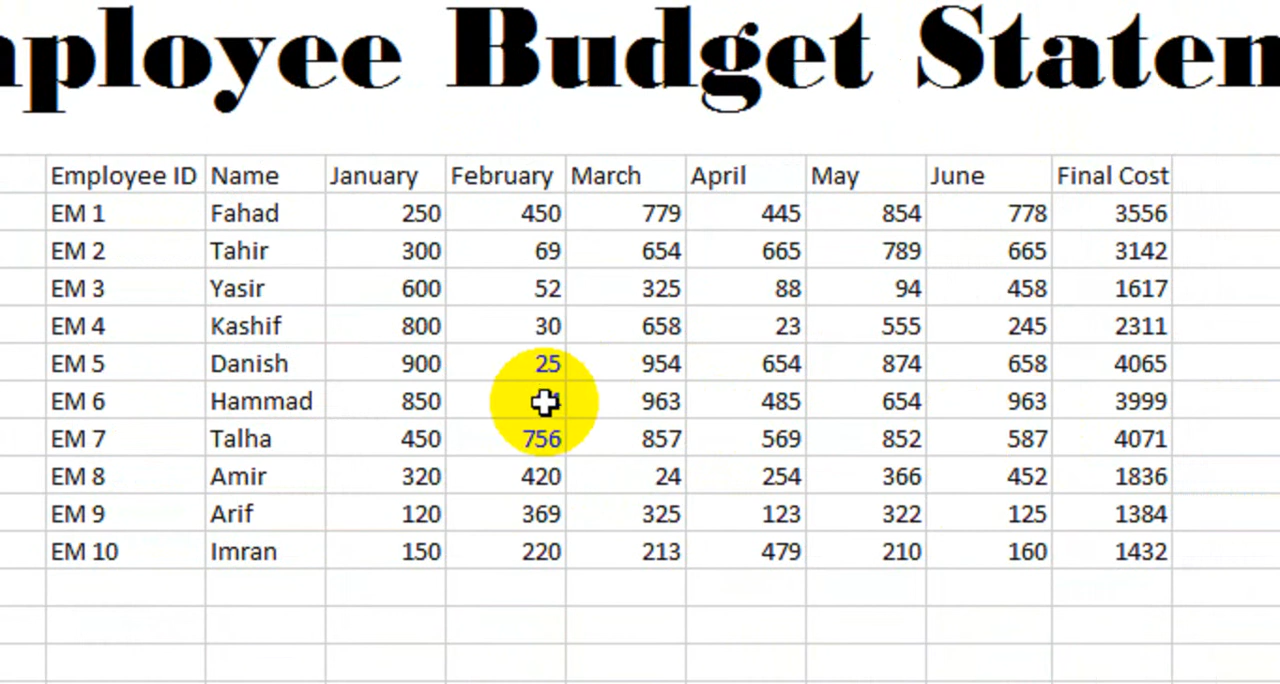 mployee Budget Statem
Employee ID Name January February March April May June Final Cost
EM 1 Fahad 250 450 779 445 854 778 3556
EM 2 Tahir 300 69 654 665 789 665 3142
EM 3 Yasir 600 52 325 88 94 458 1617
EM 4 Kashif 800 30 658 23 555 245 2311
EM 5 Danish 900 25 954 654 874 658 4065
EM 6 Hammad 850 963 485 654 963 3999
EM 7 Talha 450 756 857 569 852 587 4071
EM 8 Amir 320 420 24 254 366 452 1836
EM 9 Arif 120 369 325 123 322 125 1384
EM 10 Imran 150 220 213 479 210 160 1432